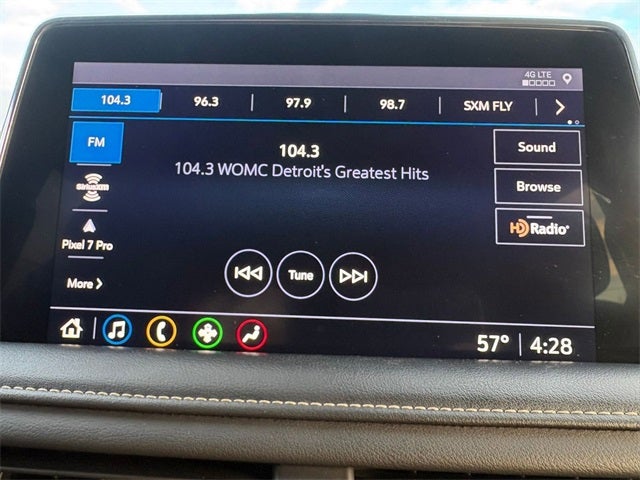 4G LTE
104.3 96.3 97.9 98.7 SXM FLY
FM
104.3
104.3 WOMC Detroit's Greatest Hits
Sound
Browse
HD Radio
SiriusXM
Pixel 7 Pro
More
Tune
57° 4:28